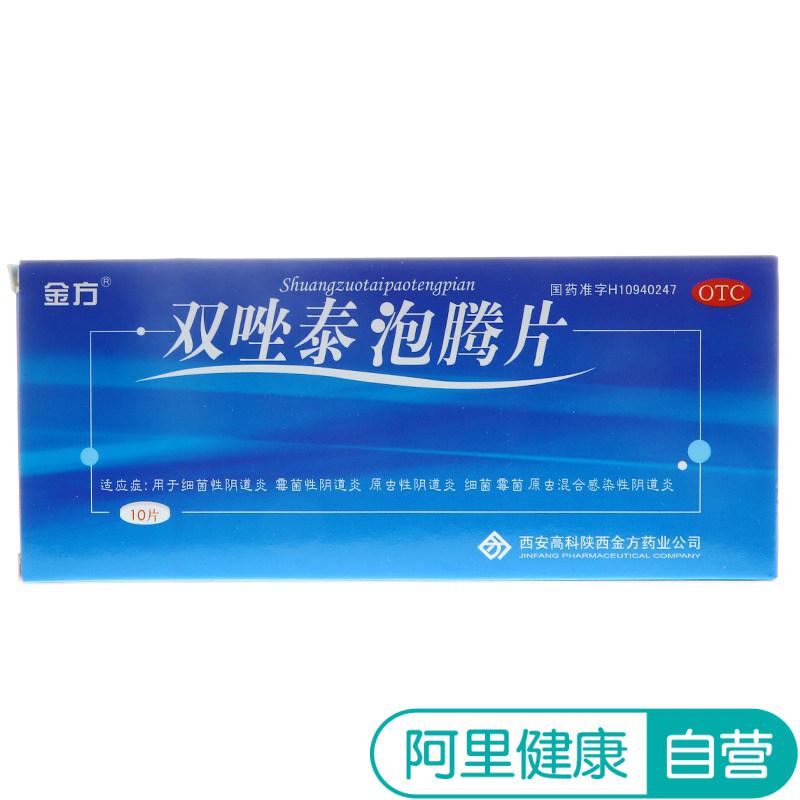 金方®
Shuangzuotaipaotengpian
国药准字H10940247
OTC
双唑泰泡腾片
适应症:用于细菌性阴道炎 霉菌性阴道炎 原虫性阴道炎 细菌霉菌原虫混合感染性阴道炎
10片
西安高科陕西金方药业公司
JINFANG PHARMACEUTICAL COMPANY
阿里健康 自营